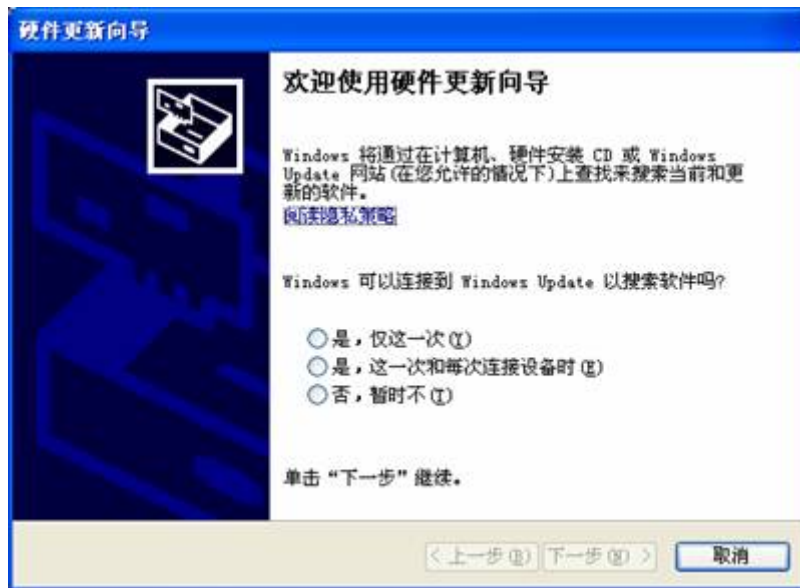 硬件更新向导
欢迎使用硬件更新向导
Windows 将通过在计算机、硬件安装 CD 或 Windows
Update 网站(在您允许的情况下)上查找来搜索当前和更
新的软件。
阅读隐私策略
Windows 可以连接到 Windows Update 以搜索软件吗?
是，仅这一次(Y)
是，这一次和每次连接设备时(E)
否，暂时不(T)
单击“下一步”继续。
< 上一步(B) 下一步(N) > 取消